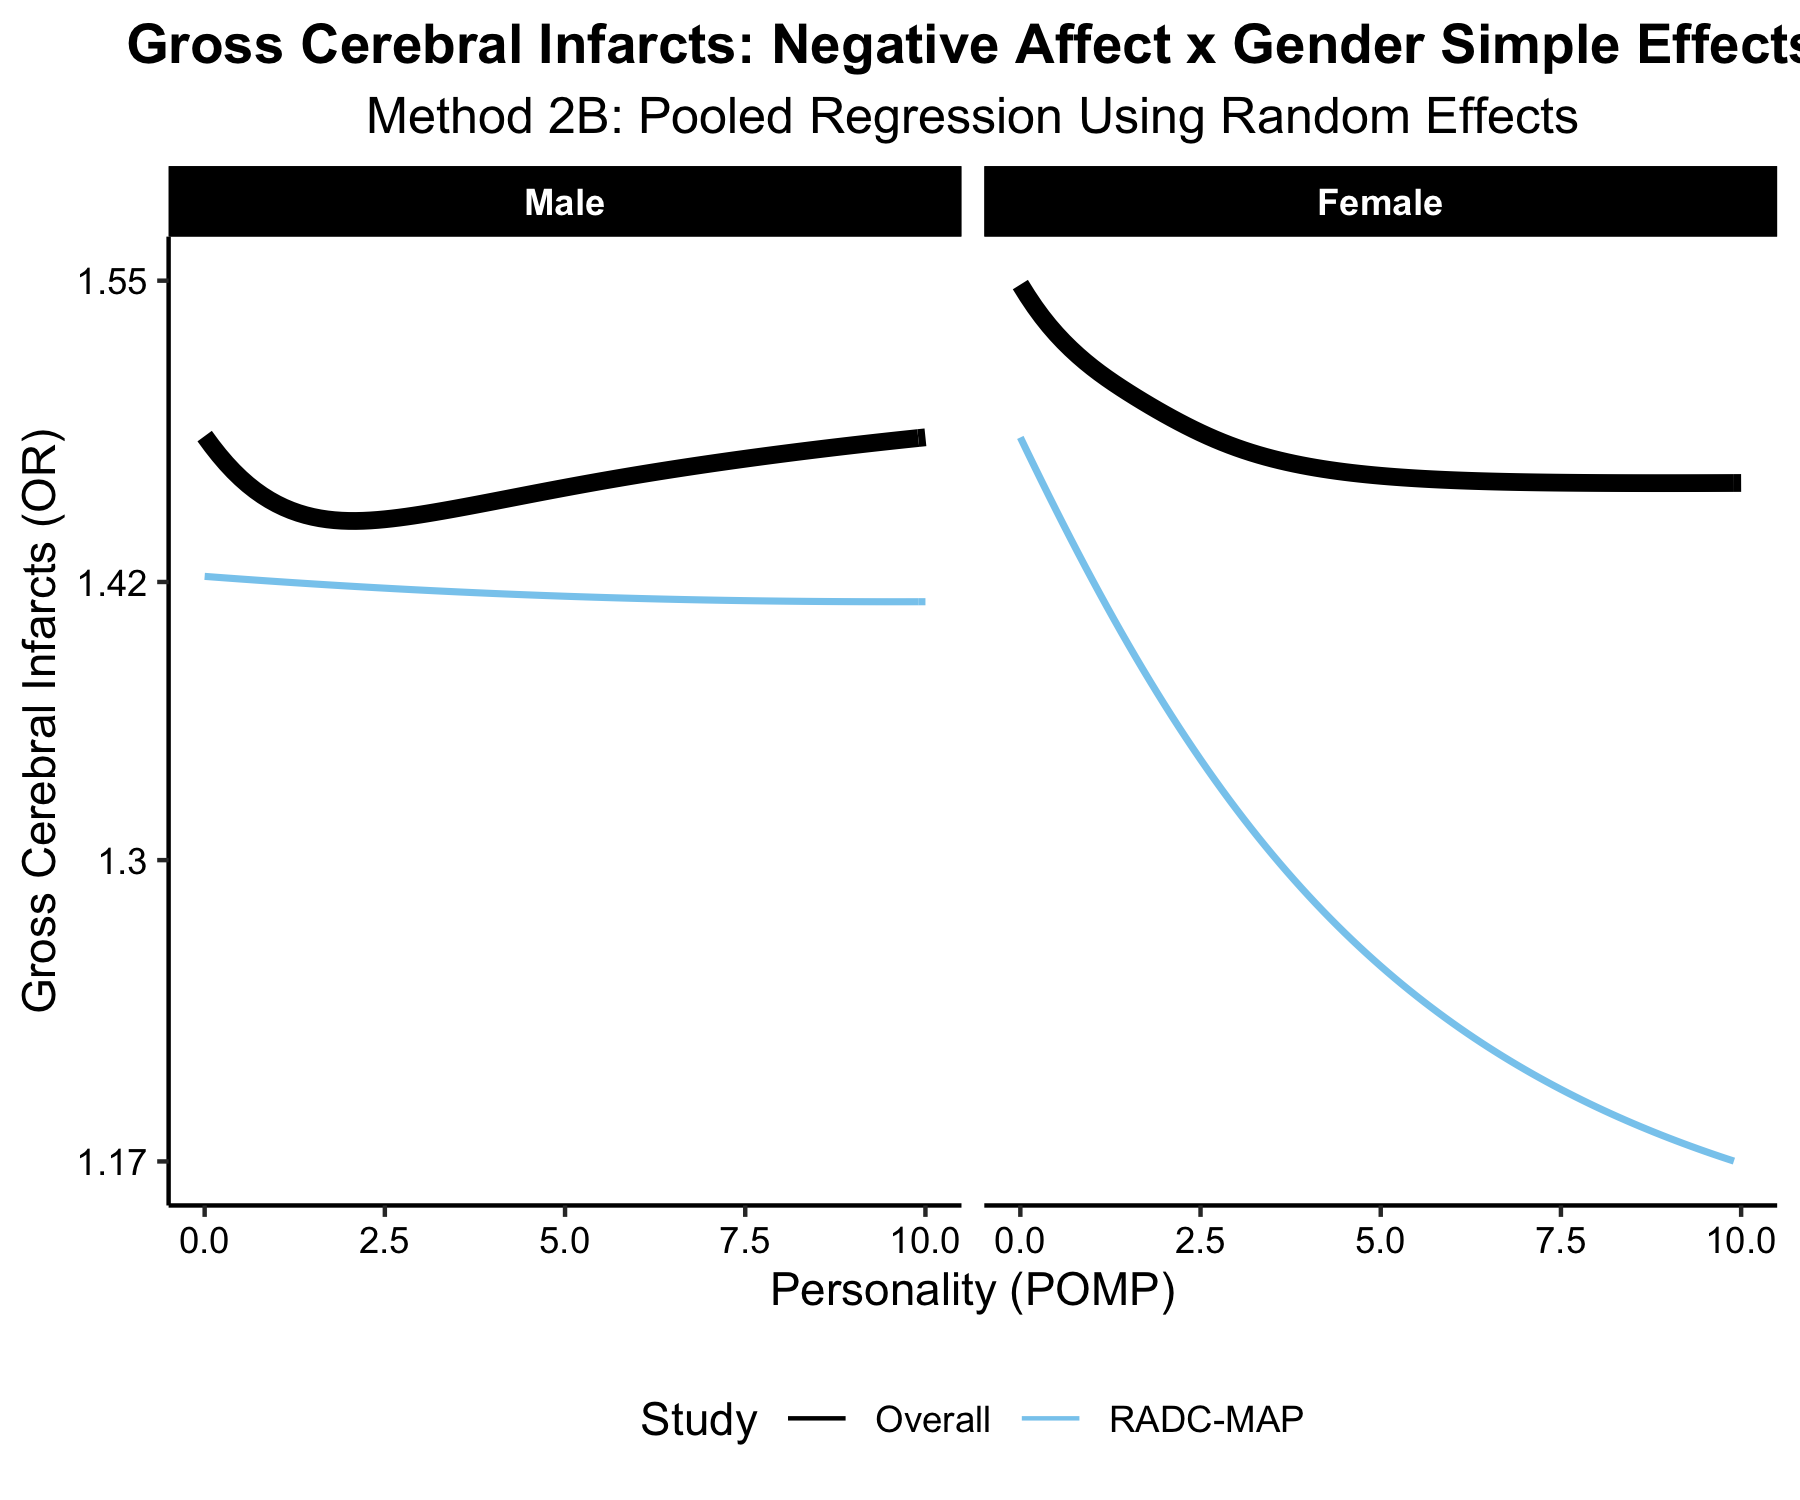 Gross Cerebral Infarcts: Negative Affect x Gender Simple Effects
Method 2B: Pooled Regression Using Random Effects
Male
Female
Gross Cerebral Infarcts (OR)
1.55
1.42
1.3
1.17
0.0 2.5 5.0 7.5 10.0
0.0 2.5 5.0 7.5 10.0
Personality (POMP)
Study Overall RADC-MAP